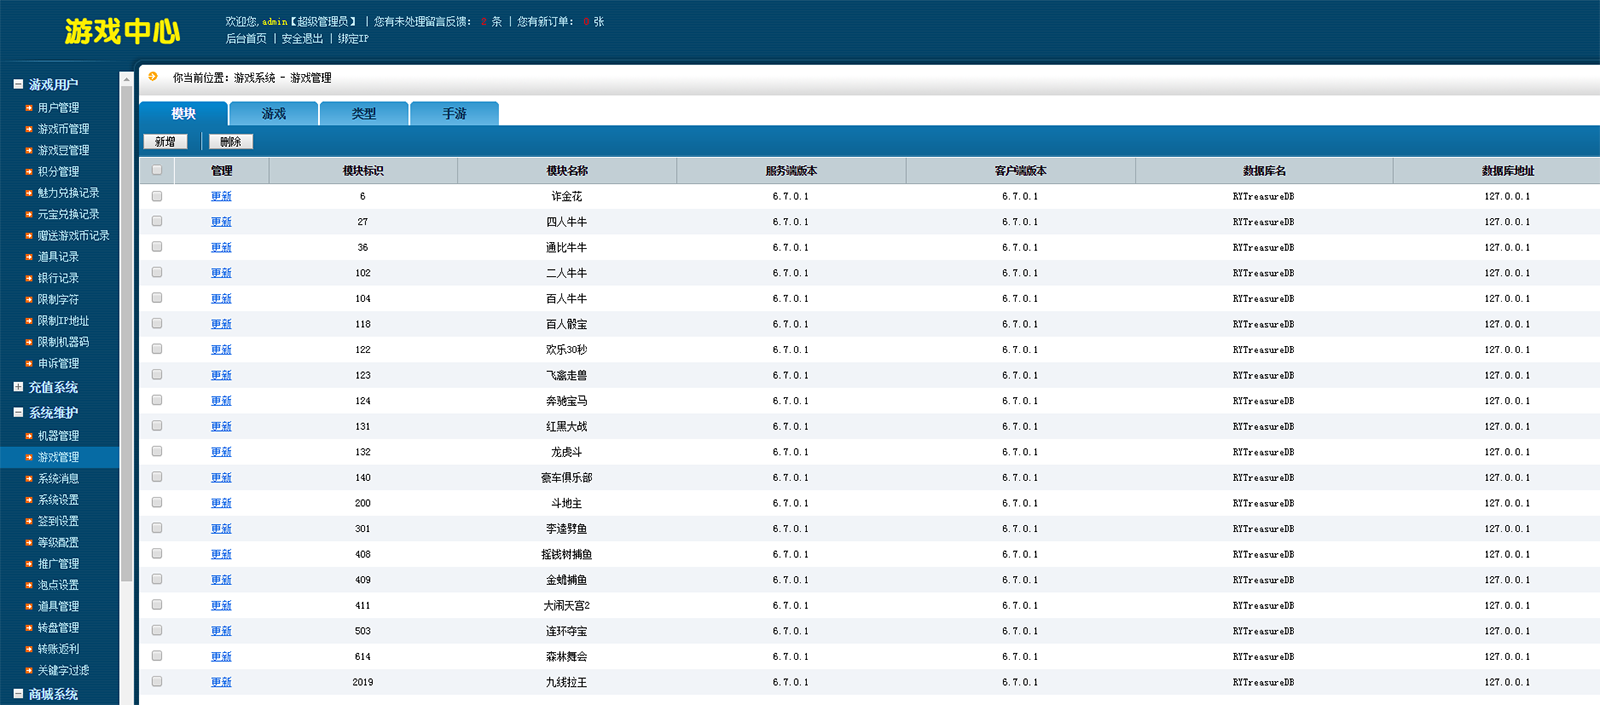 游戏中心
欢迎您,admin【超级管理员】 | 您有未处理留言反馈: 2 条 | 您有新订单: 0 张
后台首页 | 安全退出 | 绑定IP
游戏用户
用户管理
游戏币管理
游戏豆管理
积分管理
魅力兑换记录
元宝兑换记录
赠送游戏币记录
道具记录
银行记录
限制字符
限制IP地址
限制机器码
申诉管理
充值系统
系统维护
机器管理
游戏管理
系统消息
系统设置
签到设置
等级配置
推广管理
泡点设置
道具管理
转盘管理
转账返利
关键字过滤
商城系统
你当前位置：游戏系统 - 游戏管理
模块 游戏 类型 手游
新增 删除
管理 模块标识 模块名称 服务端版本 客户端版本 数据库名 数据库地址
更新 6 诈金花 6.7.0.1 6.7.0.1 RYTreasureDB 127.0.0.1
更新 27 四人牛牛 6.7.0.1 6.7.0.1 RYTreasureDB 127.0.0.1
更新 36 通比牛牛 6.7.0.1 6.7.0.1 RYTreasureDB 127.0.0.1
更新 102 二人牛牛 6.7.0.1 6.7.0.1 RYTreasureDB 127.0.0.1
更新 104 百人牛牛 6.7.0.1 6.7.0.1 RYTreasureDB 127.0.0.1
更新 118 百人骰宝 6.7.0.1 6.7.0.1 RYTreasureDB 127.0.0.1
更新 122 欢乐30秒 6.7.0.1 6.7.0.1 RYTreasureDB 127.0.0.1
更新 123 飞禽走兽 6.7.0.1 6.7.0.1 RYTreasureDB 127.0.0.1
更新 124 奔驰宝马 6.7.0.1 6.7.0.1 RYTreasureDB 127.0.0.1
更新 131 红黑大战 6.7.0.1 6.7.0.1 RYTreasureDB 127.0.0.1
更新 132 龙虎斗 6.7.0.1 6.7.0.1 RYTreasureDB 127.0.0.1
更新 140 豪车俱乐部 6.7.0.1 6.7.0.1 RYTreasureDB 127.0.0.1
更新 200 斗地主 6.7.0.1 6.7.0.1 RYTreasureDB 127.0.0.1
更新 301 李逵劈鱼 6.7.0.1 6.7.0.1 RYTreasureDB 127.0.0.1
更新 408 摇钱树捕鱼 6.7.0.1 6.7.0.1 RYTreasureDB 127.0.0.1
更新 409 金蟾捕鱼 6.7.0.1 6.7.0.1 RYTreasureDB 127.0.0.1
更新 411 大闹天宫2 6.7.0.1 6.7.0.1 RYTreasureDB 127.0.0.1
更新 503 连环夺宝 6.7.0.1 6.7.0.1 RYTreasureDB 127.0.0.1
更新 614 森林舞会 6.7.0.1 6.7.0.1 RYTreasureDB 127.0.0.1
更新 2019 九线拉王 6.7.0.1 6.7.0.1 RYTreasureDB 127.0.0.1